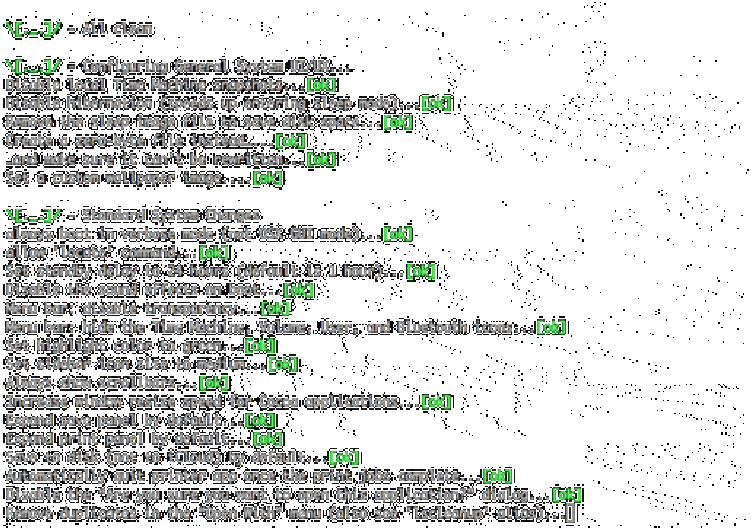 \[._.]/ - All clean
\[._.]/ - Configuring General System UI/UX...
Disable local Time Machine snapshots...[ok]
Disable hibernation (speeds up entering sleep mode)...[ok]
Remove the sleep image file to save disk space...[ok]
Create a zero-byte file instead...[ok]
…and make sure it can't be rewritten...[ok]
Set a custom wallpaper image...[ok]
\[._.]/ - Standard System Changes
always boot in verbose mode (not OSX GUI mode)...[ok]
allow 'locate' command...[ok]
Set standby delay to 24 hours (default is 1 hour)...[ok]
Disable the sound effects on boot...[ok]
Menu bar: disable transparency...[ok]
Menu bar: hide the Time Machine, Volume, User, and Bluetooth icons...[ok]
Set highlight color to green...[ok]
Set sidebar icon size to medium...[ok]
Always show scrollbars...[ok]
Increase window resize speed for Cocoa applications...[ok]
Expand save panel by default...[ok]
Expand print panel by default...[ok]
Save to disk (not to iCloud) by default...[ok]
Automatically quit printer app once the print jobs complete...[ok]
Disable the “Are you sure you want to open this application?” dialog...[ok]
Remove duplicates in the “Open With” menu (also see 'lscleanup' alias)...